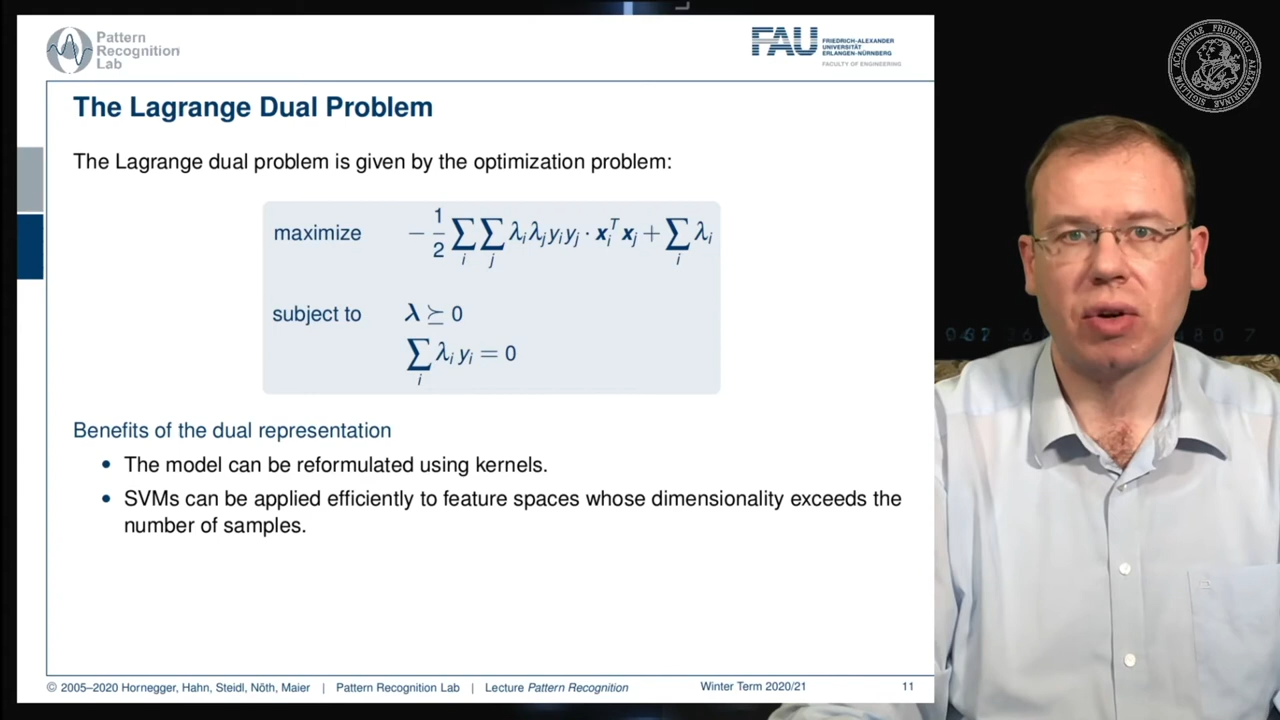 Pattern
Recognition
Lab
FAU
FRIEDRICH-ALEXANDER
UNIVERSITÄT
ERLANGEN-NÜRNBERG
FACULTY OF ENGINEERING
The Lagrange Dual Problem
The Lagrange dual problem is given by the optimization problem:
maximize − 1/2 ∑_i ∑_j λ_i λ_j y_i y_j · x_i^T x_j + ∑_i λ_i
subject to λ ⪰ 0
∑_i λ_i y_i = 0
Benefits of the dual representation
• The model can be reformulated using kernels.
• SVMs can be applied efficiently to feature spaces whose dimensionality exceeds the
number of samples.
© 2005–2020 Hornegger, Hahn, Steidl, Nöth, Maier | Pattern Recognition Lab | Lecture Pattern Recognition Winter Term 2020/21 11